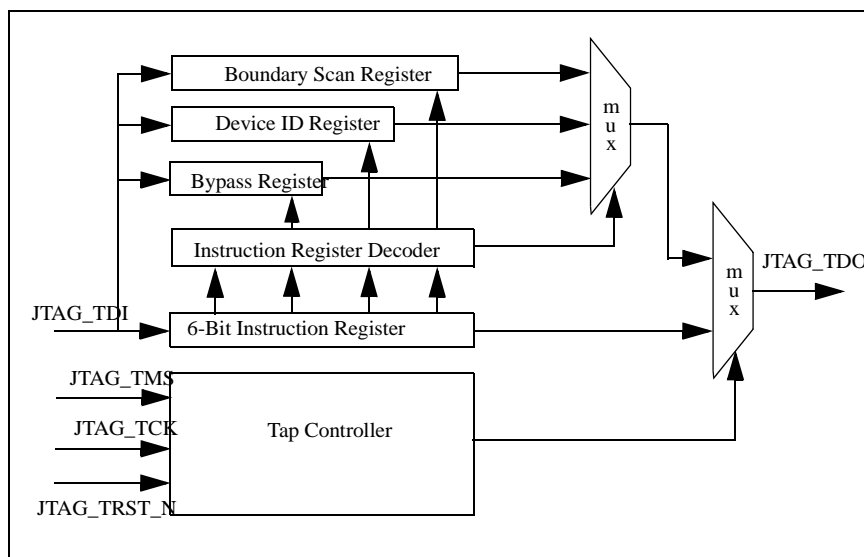 Boundary Scan Register
m
u
x
Device ID Register
Bypass Register
Instruction Register Decoder
m
u
x
JTAG_TDO
JTAG_TDI
6-Bit Instruction Register
JTAG_TMS
JTAG_TCK
Tap Controller
JTAG_TRST_N